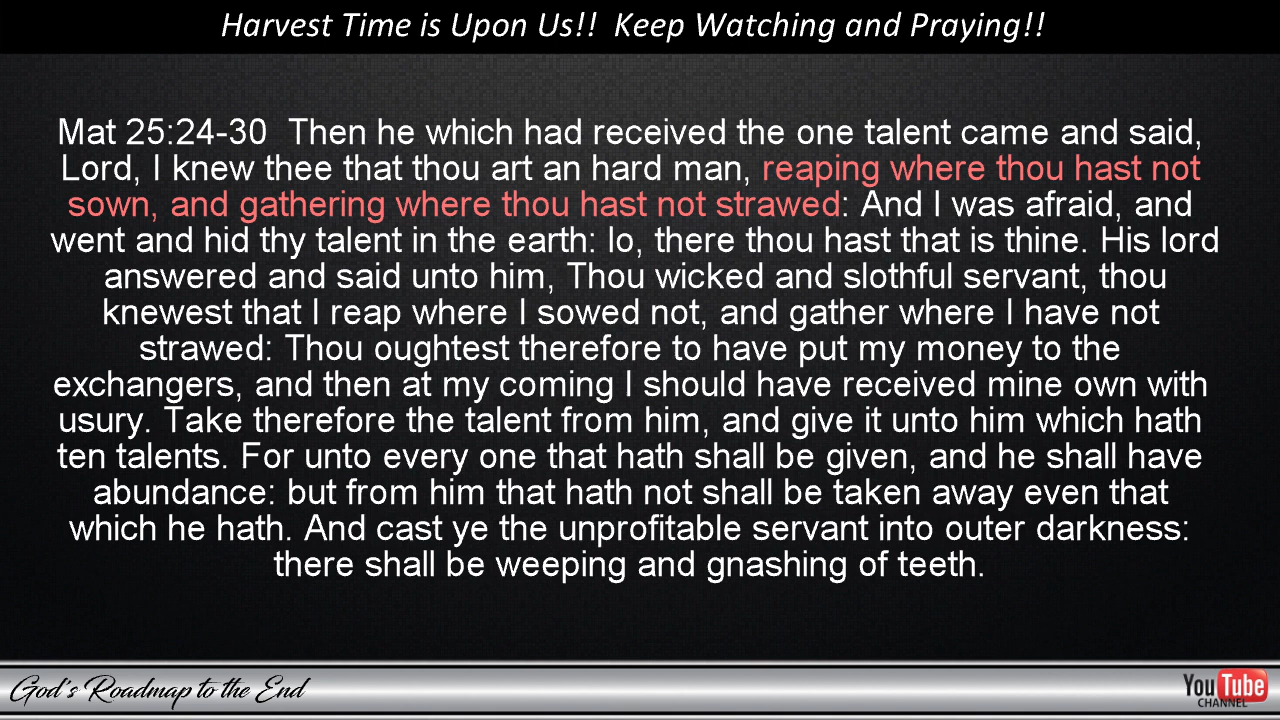 Harvest Time is Upon Us!!  Keep Watching and Praying!!
Mat 25:24-30  Then he which had received the one talent came and said,
Lord, I knew thee that thou art an hard man, reaping where thou hast not
sown, and gathering where thou hast not strawed: And I was afraid, and
went and hid thy talent in the earth: lo, there thou hast that is thine. His lord
answered and said unto him, Thou wicked and slothful servant, thou
knewest that I reap where I sowed not, and gather where I have not
strawed: Thou oughtest therefore to have put my money to the
exchangers, and then at my coming I should have received mine own with
usury. Take therefore the talent from him, and give it unto him which hath
ten talents. For unto every one that hath shall be given, and he shall have
abundance: but from him that hath not shall be taken away even that
which he hath. And cast ye the unprofitable servant into outer darkness:
there shall be weeping and gnashing of teeth.
God's Roadmap to the End
YouTube
CHANNEL